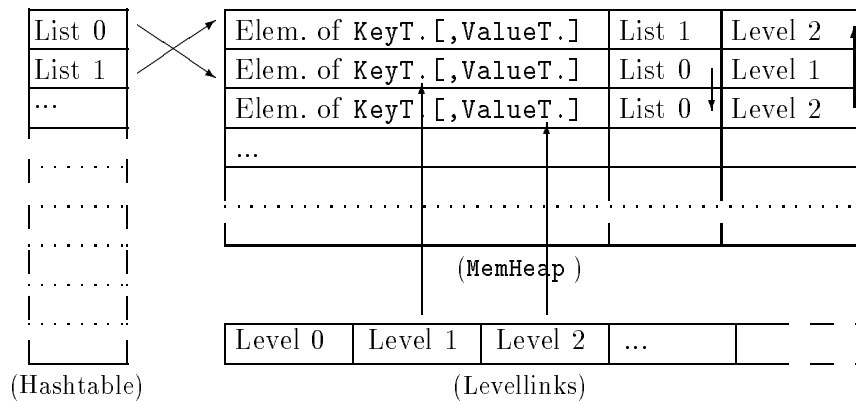 List 0
List 1
...
(Hashtable)
Elem. of KeyT.[,ValueT.] List 1 Level 2
Elem. of KeyT.[,ValueT.] List 0 Level 1
Elem. of KeyT.[,ValueT.] List 0 Level 2
...
(MemHeap )
Level 0 Level 1 Level 2 ...
(Levellinks)